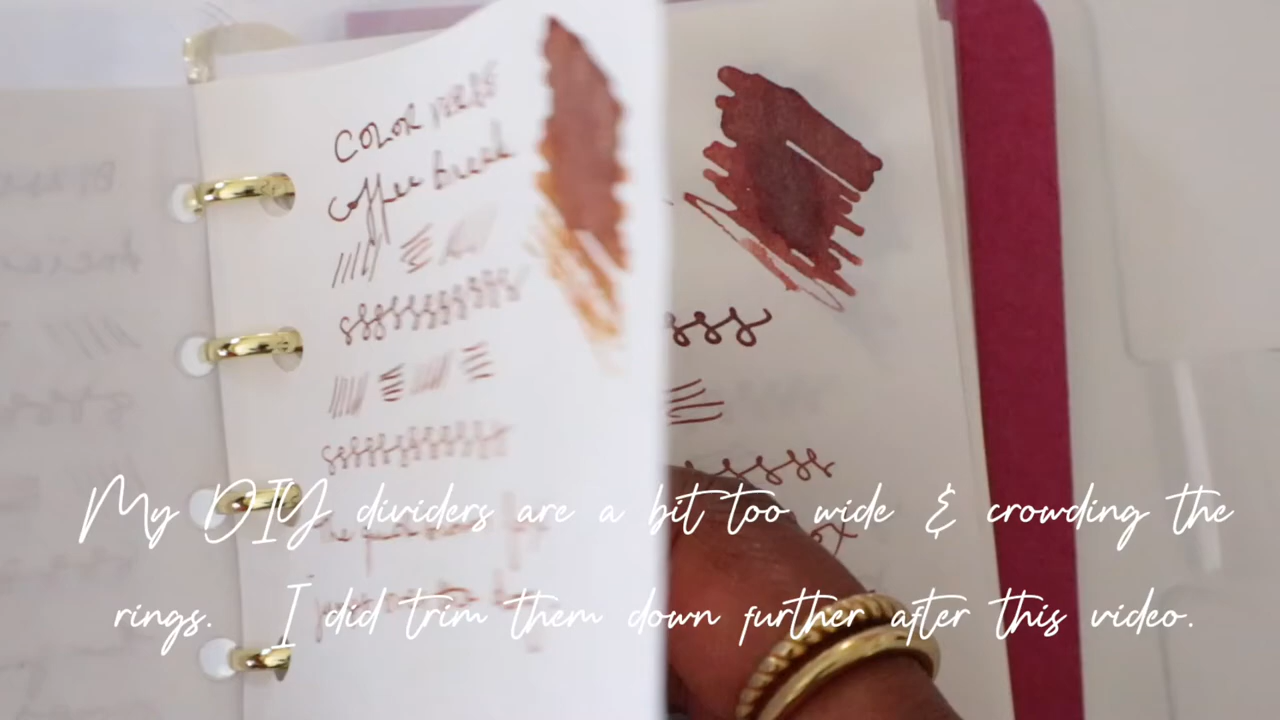 COLOR VERSE
coffee break
My DIY dividers are a bit too wide & crowding the
rings. I did trim them down further after this video.